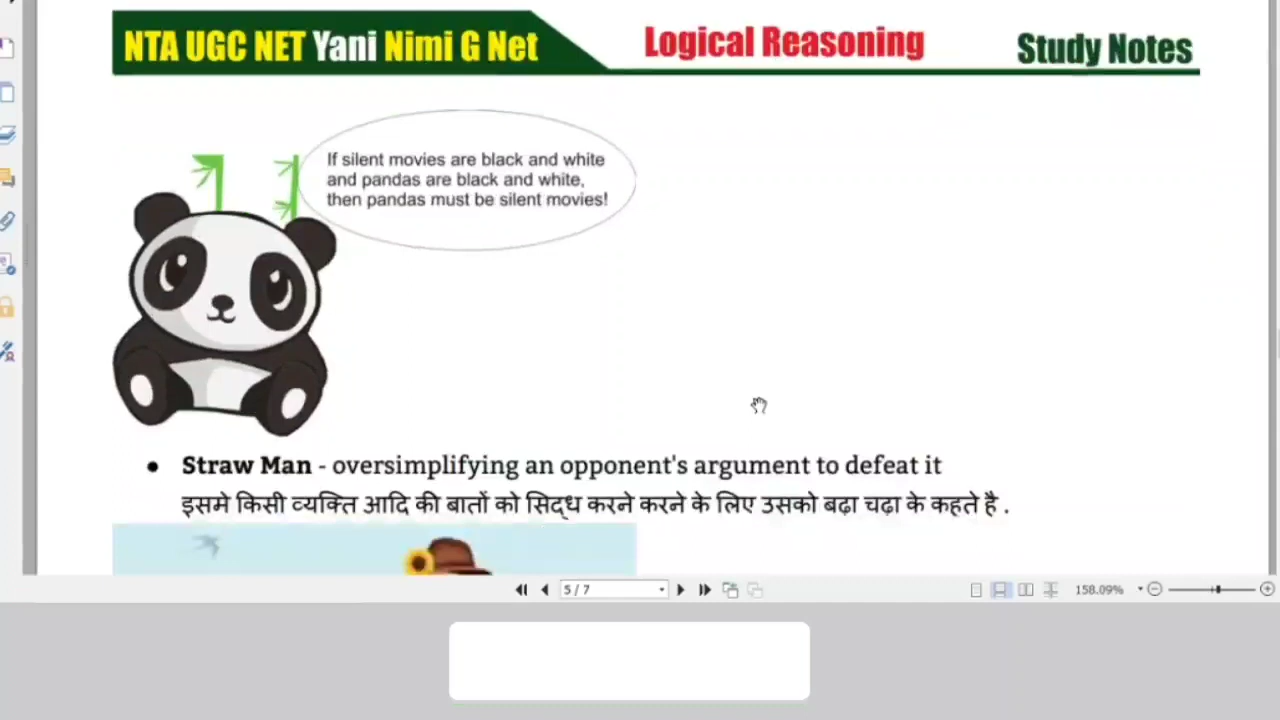 NTA UGC NET Yani Nimi G Net Logical Reasoning Study Notes
If silent movies are black and white
and pandas are black and white,
then pandas must be silent movies!
• Straw Man - oversimplifying an opponent's argument to defeat it
इसमे किसी व्यक्ति आदि की बातों को सिद्ध करने करने के लिए उसको बढ़ा चढ़ा के कहते है .
5 / 7
158.09%